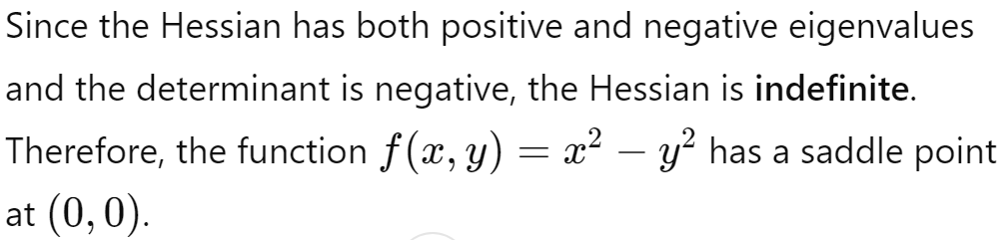 Since the Hessian has both positive and negative eigenvalues
and the determinant is negative, the Hessian is indefinite.
Therefore, the function f(x, y) = x² − y² has a saddle point
at (0, 0).